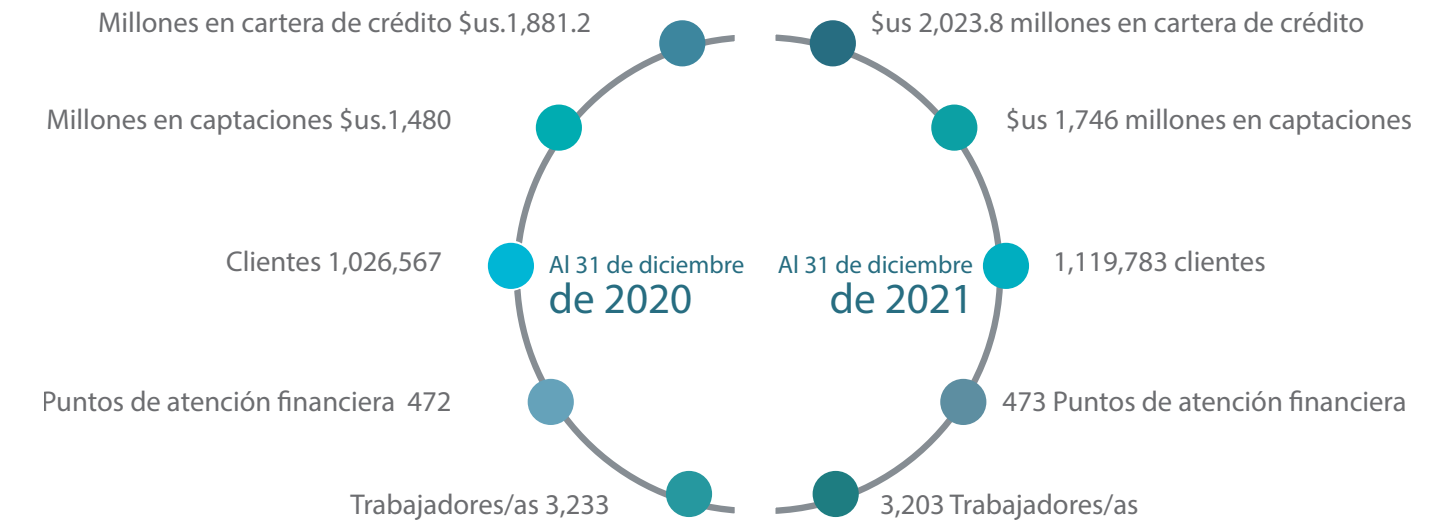 Millones en cartera de crédito $us.1,881.2
Millones en captaciones $us.1,480
Clientes 1,026,567
Puntos de atención financiera 472
Trabajadores/as 3,233
Al 31 de diciembre
de 2020
Al 31 de diciembre
de 2021
$us 2,023.8 millones en cartera de crédito
$us 1,746 millones en captaciones
1,119,783 clientes
473 Puntos de atención financiera
3,203 Trabajadores/as